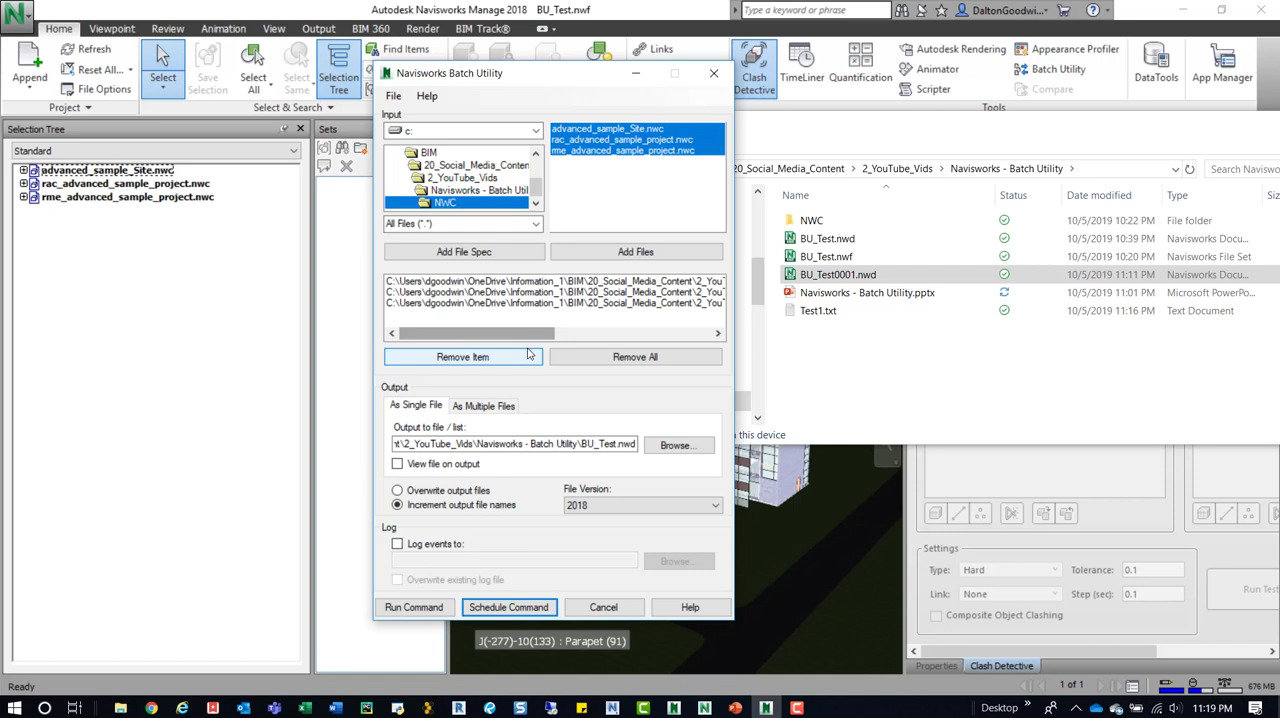 Autodesk Navisworks Manage 2018 BU_Test.nwf
Type a keyword or phrase
DaltonGoodwi...
Home Viewpoint Review Animation View Output BIM 360 Render BIM Track®
Append
Refresh
Reset All...
File Options
Project
Select
Save
Selection
Select
All
Select
Same
Selection
Tree
Find Items
Select & Search
Links
Clash
Detective
TimeLiner
Quantification
Autodesk Rendering
Animator
Scripter
Appearance Profiler
Batch Utility
Compare
Tools
DataTools
App Manager
Selection Tree
Standard
advanced_sample_Site.nwc
rac_advanced_sample_project.nwc
rme_advanced_sample_project.nwc
Sets
Navisworks Batch Utility
File Help
Input
c:
BIM
20_Social_Media_Conten
2_YouTube_Vids
Navisworks - Batch Util
NWC
advanced_sample_Site.nwc
rac_advanced_sample_project.nwc
rme_advanced_sample_project.nwc
All Files (*.*)
Add File Spec
Add Files
C:\Users\dgoodwin\OneDrive\Information_1\BIM\20_Social_Media_Content\2_YouT
C:\Users\dgoodwin\OneDrive\Information_1\BIM\20_Social_Media_Content\2_YouT
C:\Users\dgoodwin\OneDrive\Information_1\BIM\20_Social_Media_Content\2_YouT
Remove Item
Remove All
Output
As Single File As Multiple Files
Output to file / list:
nt\2_YouTube_Vids\Navisworks - Batch Utility\BU_Test.nwd
Browse...
View file on output
Overwrite output files
Increment output file names
File Version:
2018
Log
Log events to:
Browse...
Overwrite existing log file
Run Command
Schedule Command
Cancel
Help
J(-277)-10(133) : Parapet (91)
20_Social_Media_Content > 2_YouTube_Vids > Navisworks - Batch Utility >
Search Navisw
Name Status Date modified Type Siz
NWC 10/5/2019 10:22 PM File folder
BU_Test.nwd 10/5/2019 10:39 PM Navisworks Docu...
BU_Test.nwf 10/5/2019 10:20 PM Navisworks File Set
BU_Test0001.nwd 10/5/2019 11:11 PM Navisworks Docu...
Navisworks - Batch Utility.pptx 10/5/2019 11:01 PM Microsoft PowerPo...
Test1.txt 10/5/2019 11:16 PM Text Document
this device
Settings
Type: Hard
Tolerance: 0.1
Link: None
Step (sec): 0.1
Run Test
Composite Object Clashing
Properties Clash Detective
Ready
1 of 1
676 MB
Desktop
11:19 PM